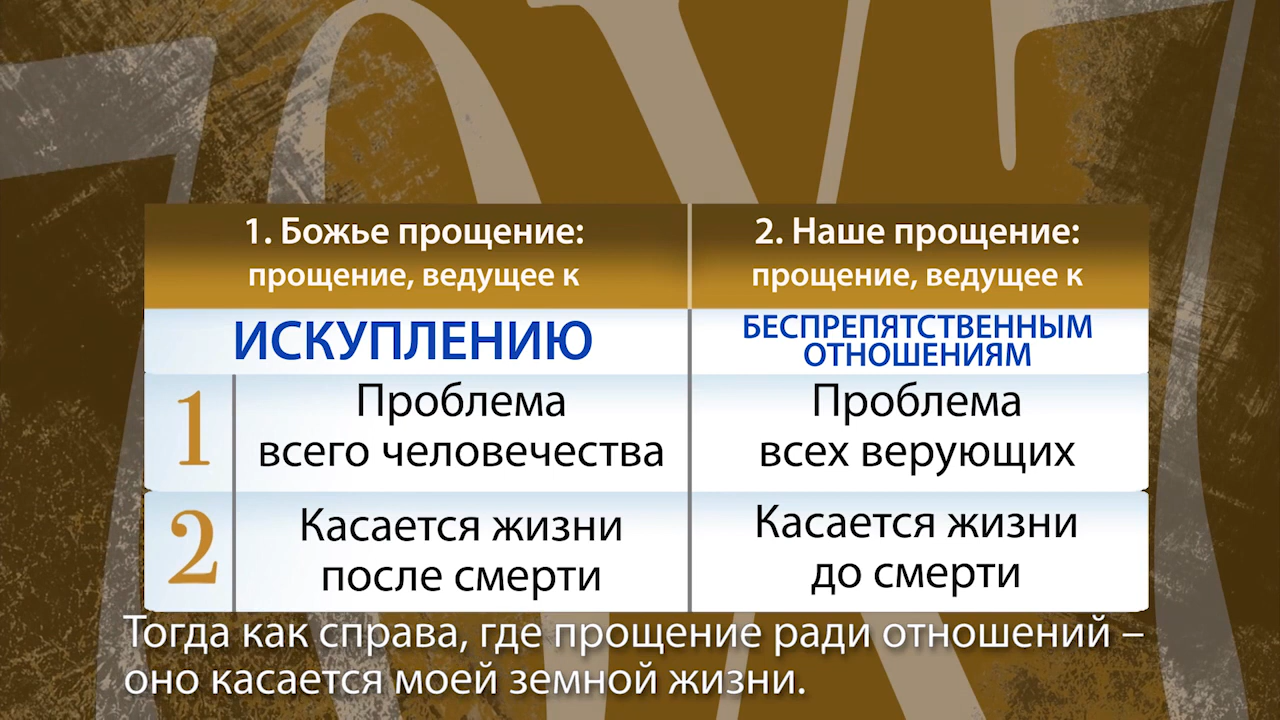 70X7
1. Божье прощение:
прощение, ведущее к
2. Наше прощение:
прощение, ведущее к
ИСКУПЛЕНИЮ
БЕСПРЕПЯТСТВЕННЫМ
ОТНОШЕНИЯМ
1
Проблема
всего человечества
Проблема
всех верующих
2
Касается жизни
после смерти
Касается жизни
до смерти
Тогда как справа, где прощение ради отношений –
оно касается моей земной жизни.